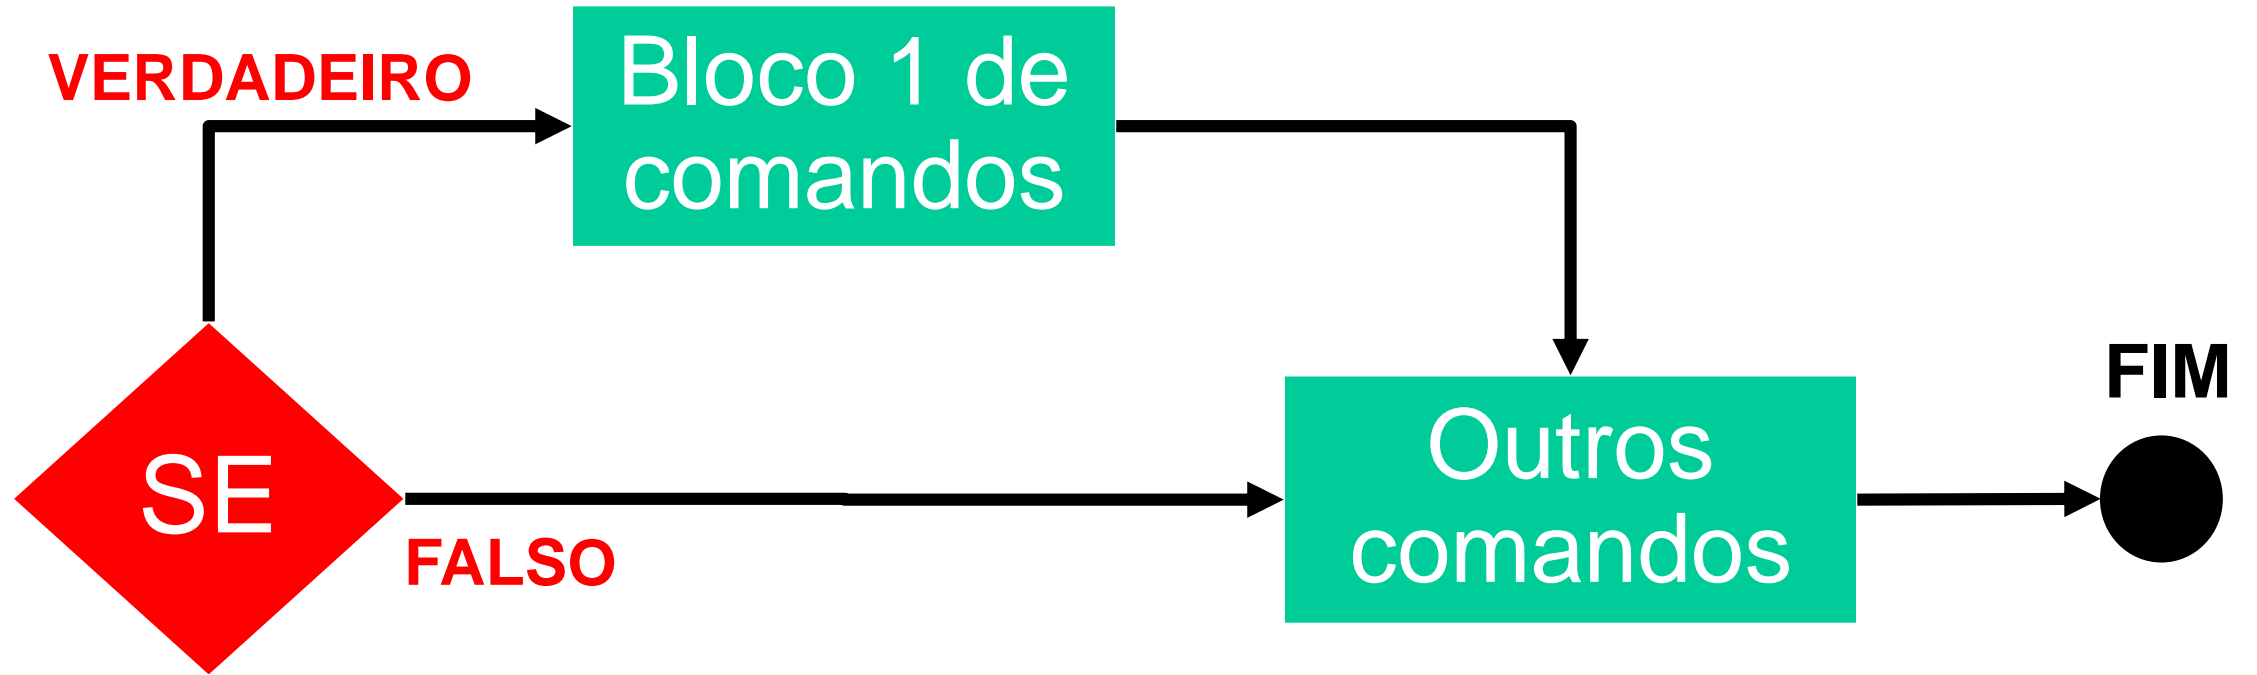 VERDADEIRO
Bloco 1 de
comandos
SE
FALSO
Outros
comandos
FIM